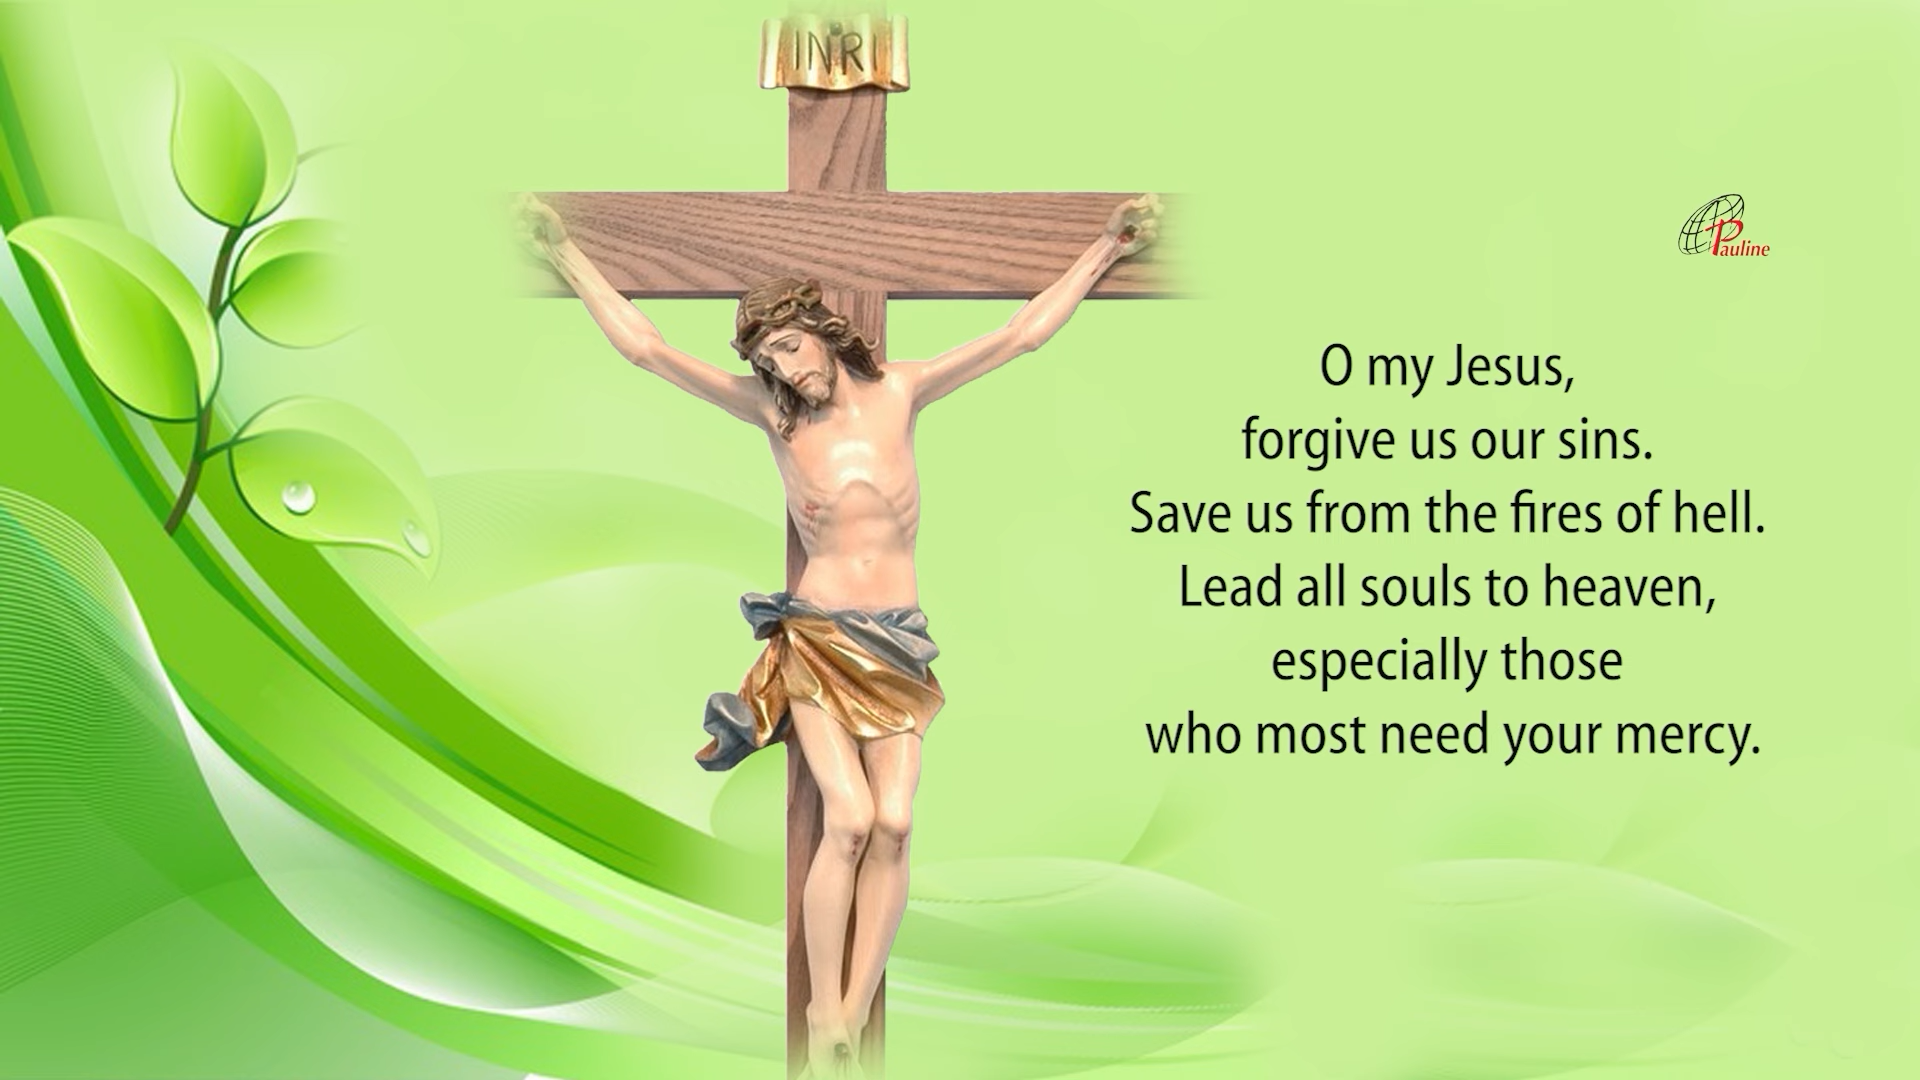 INRI
Pauline
O my Jesus,
forgive us our sins.
Save us from the fires of hell.
Lead all souls to heaven,
especially those
who most need your mercy.